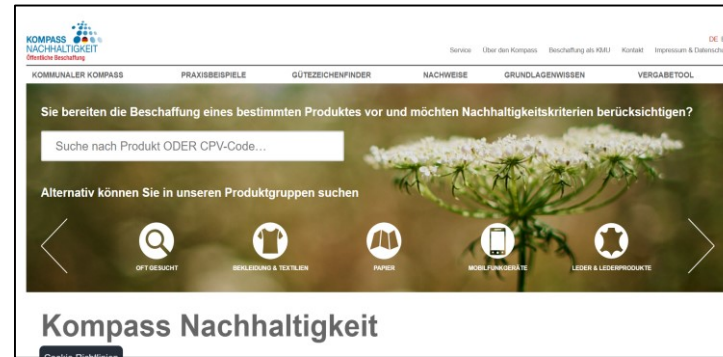 KOMPASS
NACHHALTIGKEIT
Öffentliche Beschaffung
DE
Service Über den Kompass Beschaffung als KMU Kontakt Impressum & Datenschu
KOMMUNALER KOMPASS PRAXISBEISPIELE GÜTEZEICHENFINDER NACHWEISE GRUNDLAGENWISSEN VERGABETOOL
Sie bereiten die Beschaffung eines bestimmten Produktes vor und möchten Nachhaltigkeitskriterien berücksichtigen?
Suche nach Produkt ODER CPV-Code...
Alternativ können Sie in unseren Produktgruppen suchen
OFT GESUCHT BEKLEIDUNG & TEXTILIEN PAPIER MOBILFUNKGERÄTE LEDER & LEDERPRODUKTE
Kompass Nachhaltigkeit
Cookie Richtlinien